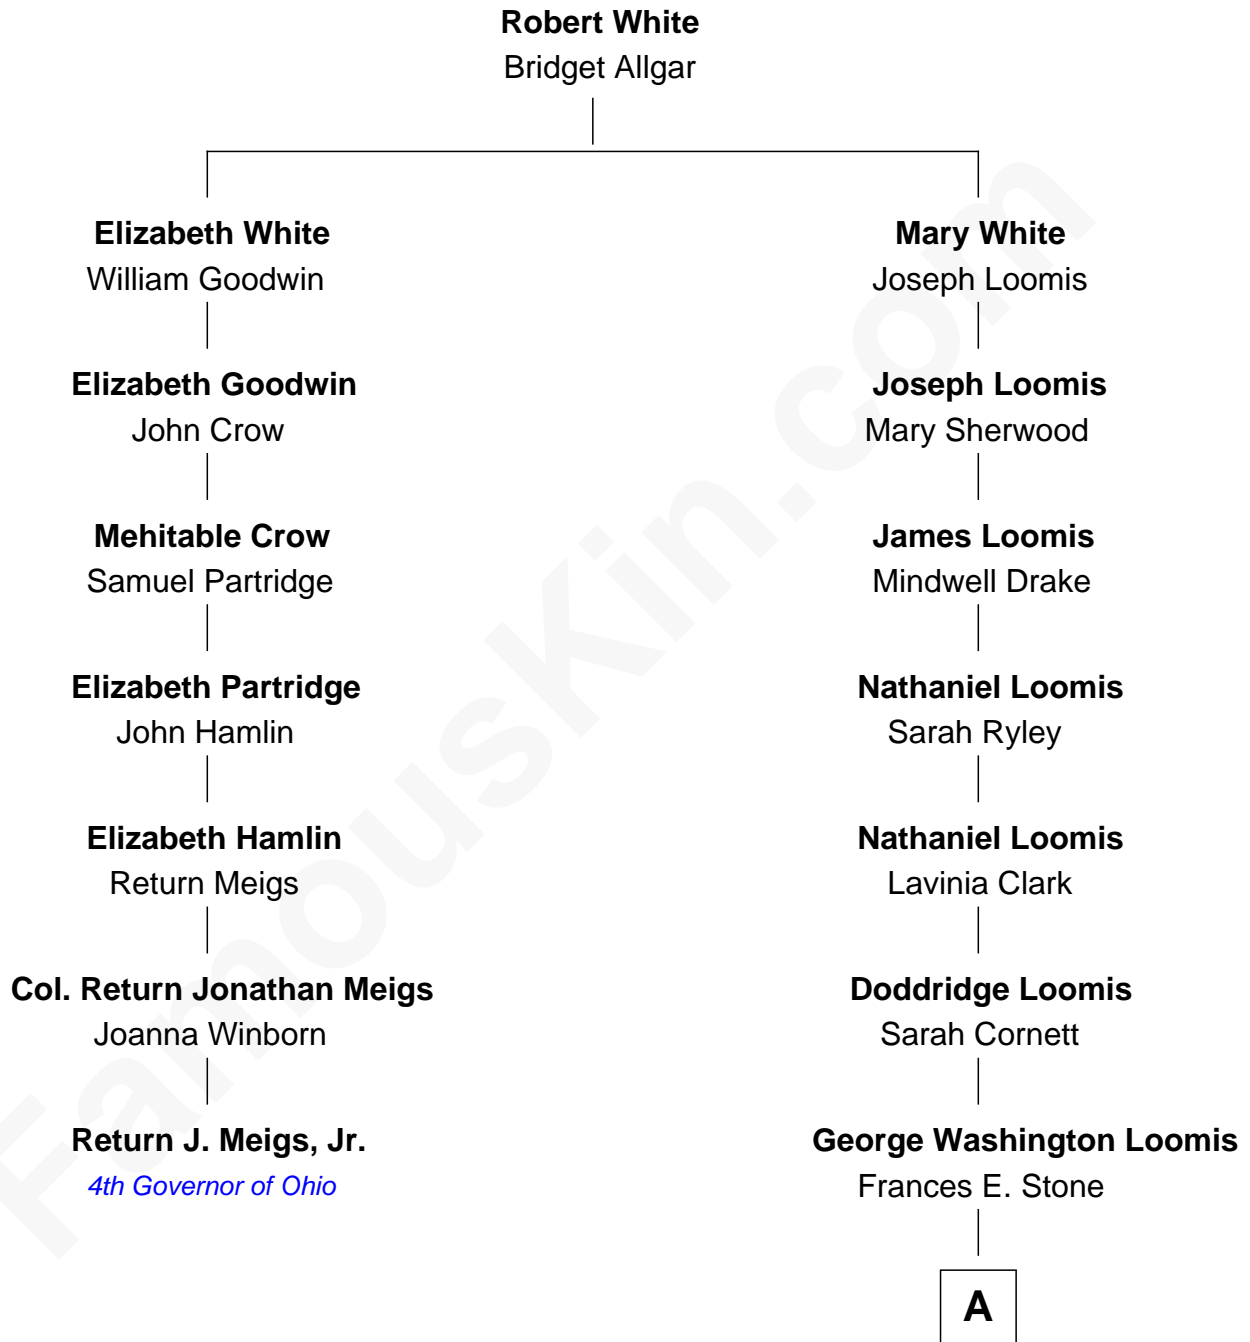 Robert White
Bridget Allgar
Elizabeth White
William Goodwin
Mary White
Joseph Loomis
Elizabeth Goodwin
John Crow
Joseph Loomis
Mary Sherwood
Mehitable Crow
Samuel Partridge
James Loomis
Mindwell Drake
Elizabeth Partridge
John Hamlin
Nathaniel Loomis
Sarah Ryley
Elizabeth Hamlin
Return Meigs
Nathaniel Loomis
Lavinia Clark
Col. Return Jonathan Meigs
Joanna Winborn
Doddridge Loomis
Sarah Cornett
Return J. Meigs, Jr.
4th Governor of Ohio
George Washington Loomis
Frances E. Stone
A
FamousKin.com